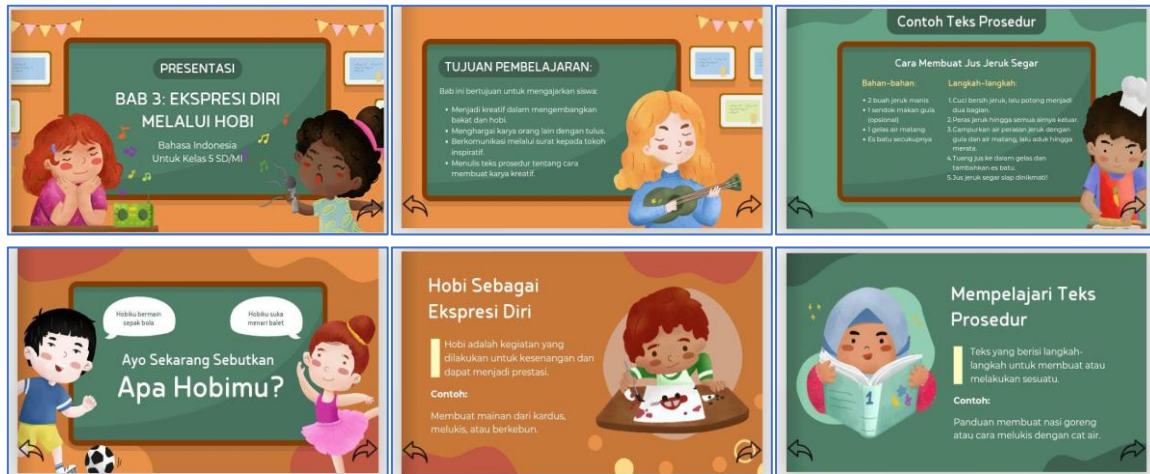 PRESENTASI
BAB 3: EKSPRESI DIRI
MELALUI HOBI
Bahasa Indonesia
Untuk Kelas 5 SD/MI
TUJUAN PEMBELAJARAN:
Bab ini bertujuan untuk mengajarkan siswa:
• Menjadi kreatif dalam mengembangkan
bakat dan hobi.
• Menghargai karya orang lain dengan tulus.
• Berkomunikasi melalui surat kepada tokoh
inspiratif.
• Menulis teks prosedur tentang cara
membuat karya kreatif.
Contoh Teks Prosedur
Cara Membuat Jus Jeruk Segar
Bahan-bahan:
• 2 buah jeruk manis
• 1 sendok makan gula
(opsional)
• 1 gelas air matang
• Es batu secukupnya
Langkah-langkah:
1. Cuci bersih jeruk, lalu potong menjadi
dua bagian.
2. Peras jeruk hingga semua airnya keluar.
3. Campurkan air perasan jeruk dengan
gula dan air matang, lalu aduk hingga
merata.
4. Tuang jus ke dalam gelas dan
tambahkan es batu.
5. Jus jeruk segar siap dinikmati!
Hobiku bermain
sepak bola
Hobiku suka
menari balet
Ayo Sekarang Sebutkan
Apa Hobimu?
Hobi Sebagai
Ekspresi Diri
Hobi adalah kegiatan yang
dilakukan untuk kesenangan dan
dapat menjadi prestasi.
Contoh:
Membuat mainan dari kardus,
melukis, atau berkebun.
1
Mempelajari Teks
Prosedur
Teks yang berisi langkah-
langkah untuk membuat atau
melakukan sesuatu.
Contoh:
Panduan membuat nasi goreng
atau cara melukis dengan cat air.